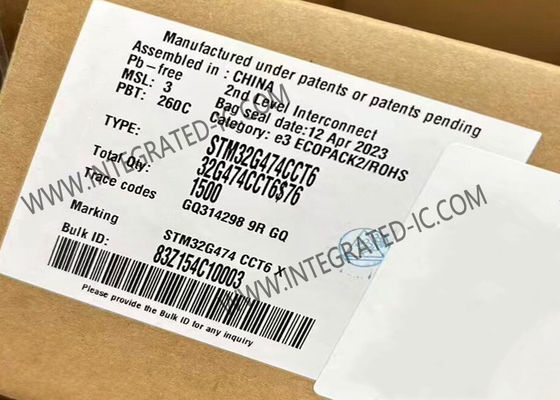 Manufactured under patents or patents pending
Assembled in : CHINA
Pb-free 2nd Level Interconnect
MSL: 3 Bag seal date:12 Apr 2023
PBT: 260C Category: e3 ECOPACK2/ROHS
TYPE: STM32G474CCT6
32G474CCT6$76
Total Qty: 1500
Trace codes GQ314298 9R GQ
Marking STM32G474 CCT6 X
Bulk ID: 83Z154C10003
Please provide the Bulk ID for any inquiry
WWW.INTEGRATED-IC.COM
WWW.INTEGRATED-IC.COM
WWW.INTEGRATED-IC.COM